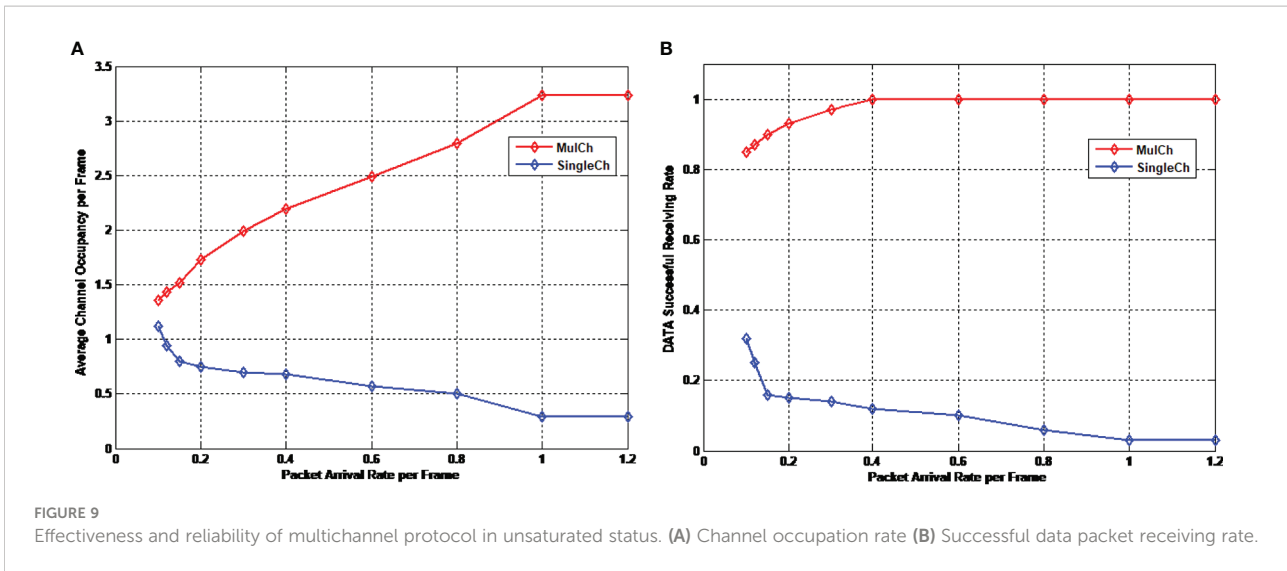 A
3.5
3
2.5
2
1.5
1
0.5
0
0
0.2
0.4
0.6
0.8
1
1.2
Average Channel Occupancy per Frame
Packet Arrival Rate per Frame
MulCh
SingleCh
B
1
0.8
0.6
0.4
0.2
0
0
0.2
0.4
0.6
0.8
1
1.2
DATA Successful Receiving Rate
Packet Arrival Rate per Frame
MulCh
SingleCh
FIGURE 9
Effectiveness and reliability of multichannel protocol in unsaturated status. (A) Channel occupation rate (B) Successful data packet receiving rate.